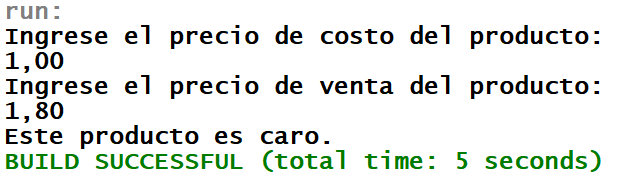 run:
Ingrese el precio de costo del producto:
1,00
Ingrese el precio de venta del producto:
1,80
Este producto es caro.
BUILD SUCCESSFUL (total time: 5 seconds)